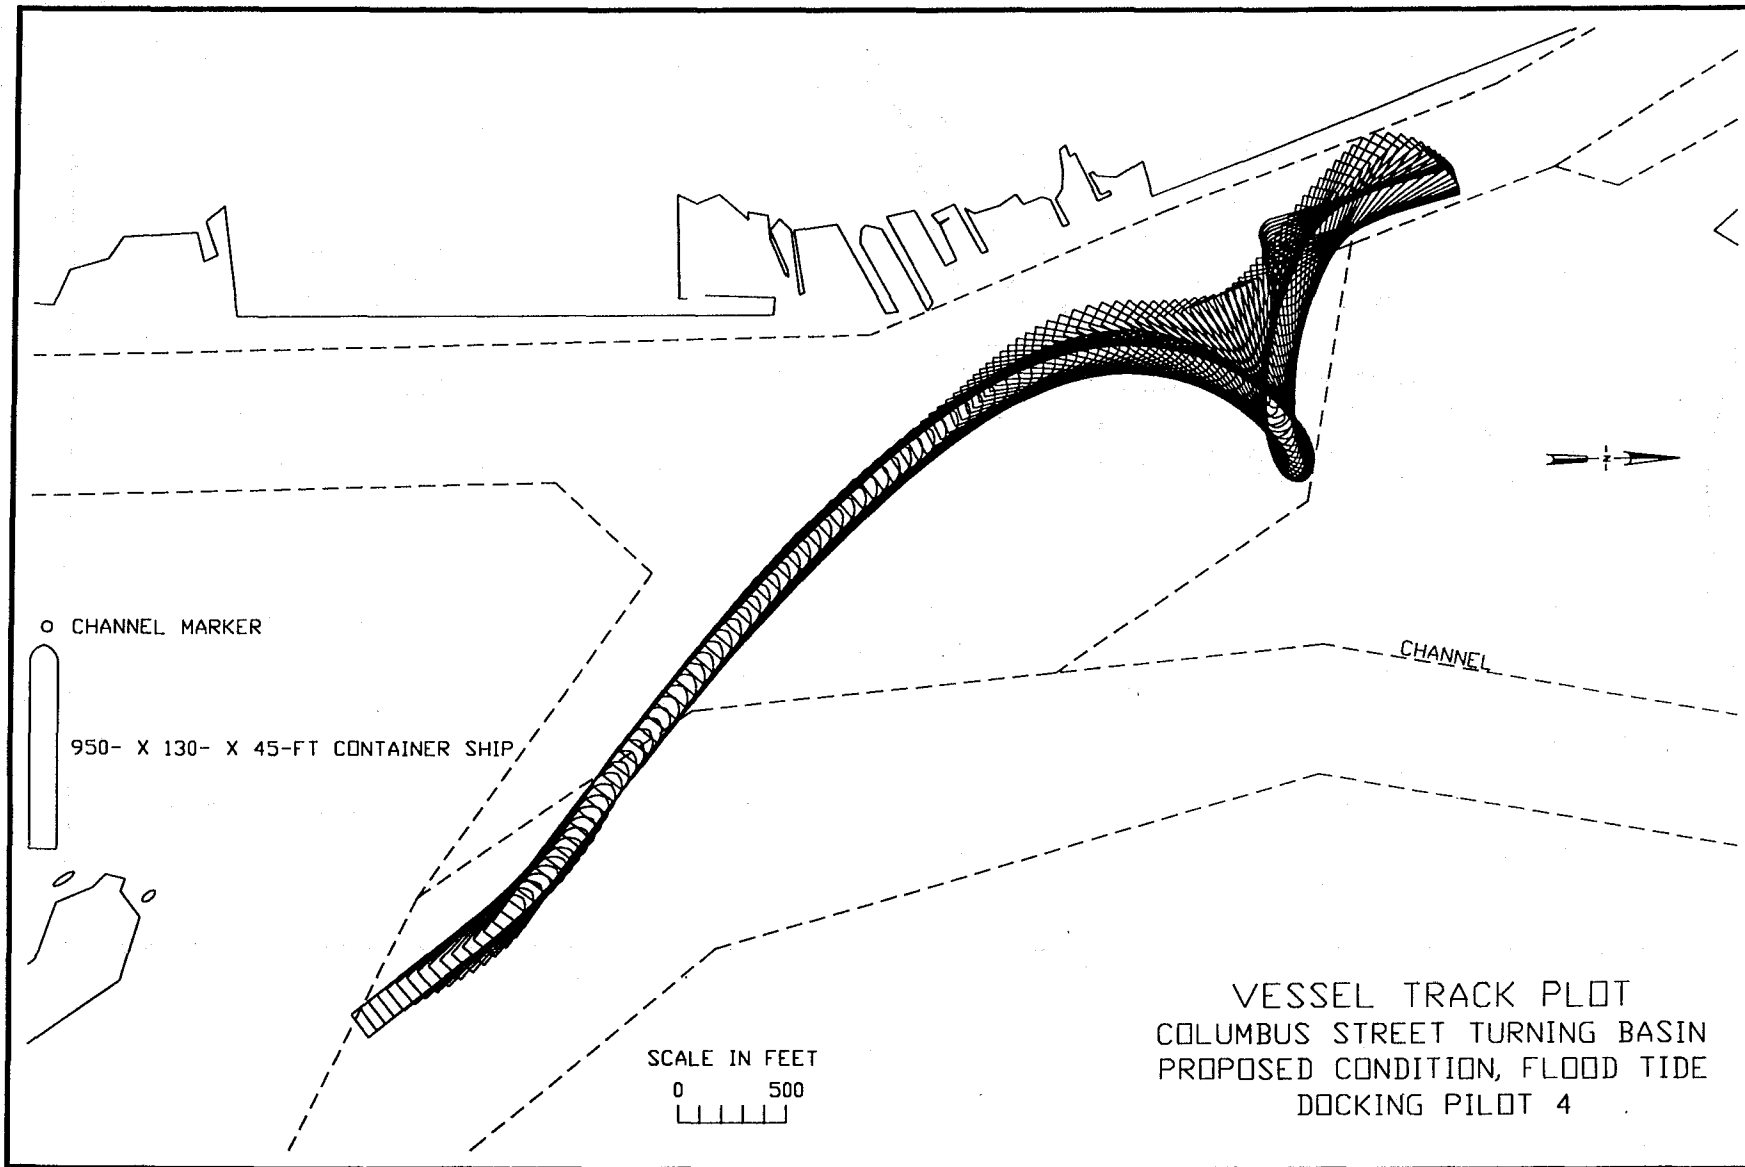 CHANNEL MARKER
950- X 130- X 45-FT CONTAINER SHIP
CHANNEL
N
SCALE IN FEET
0 500
VESSEL TRACK PLOT
COLUMBUS STREET TURNING BASIN
PROPOSED CONDITION, FLOOD TIDE
DOCKING PILOT 4